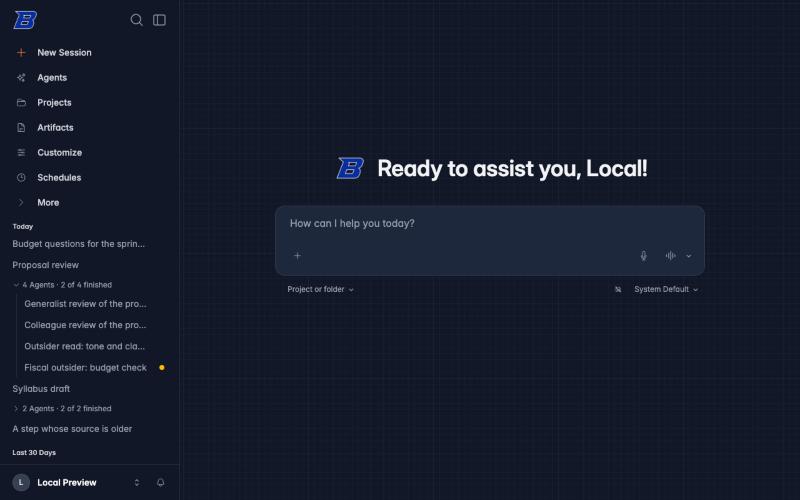 B
New Session
Agents
Projects
Artifacts
Customize
Schedules
More
Today
Budget questions for the sprin...
Proposal review
4 Agents · 2 of 4 finished
Generalist review of the pro...
Colleague review of the pro...
Outsider read: tone and cla...
Fiscal outsider: budget check
Syllabus draft
2 Agents · 2 of 2 finished
A step whose source is older
Last 30 Days
L Local Preview
B Ready to assist you, Local!
How can I help you today?
Project or folder
System Default